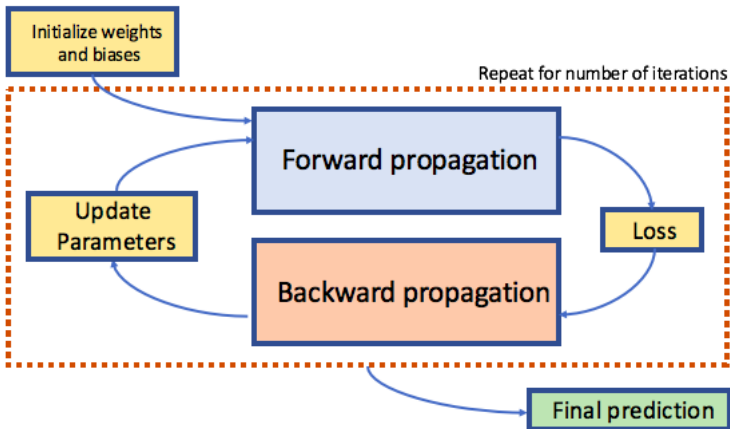 Initialize weights
and biases
Repeat for number of iterations
Forward propagation
Update
Parameters
Loss
Backward propagation
Final prediction